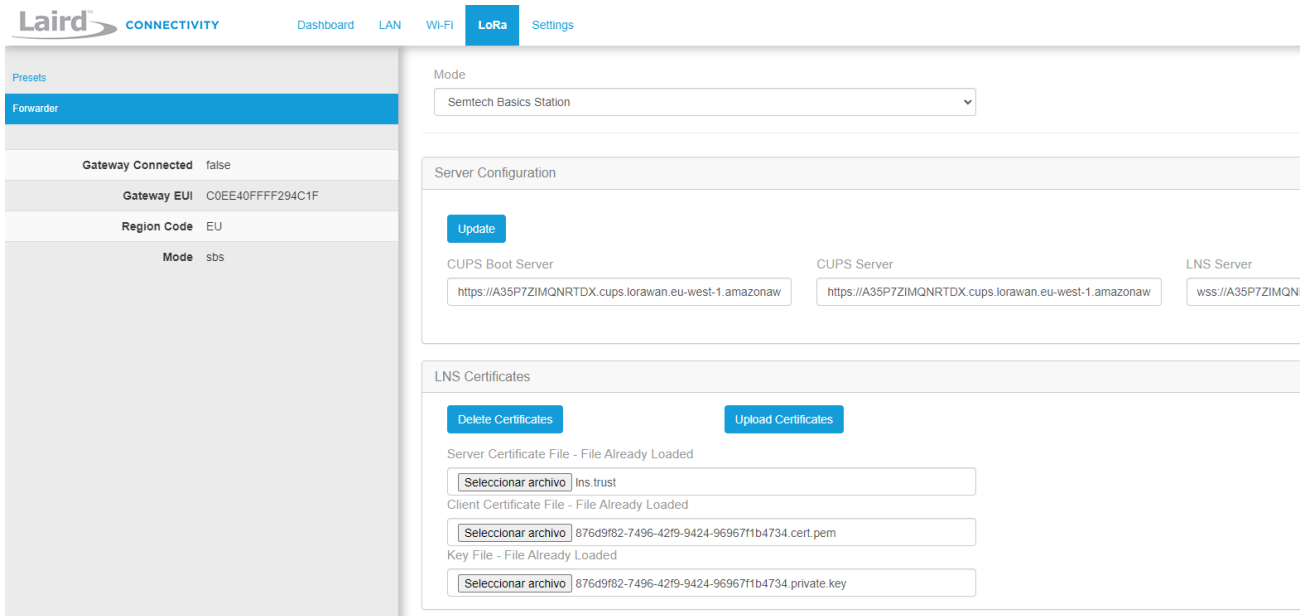 Laird™ CONNECTIVITY Dashboard LAN Wi-Fi LoRa Settings
Presets
Forwarder
Gateway Connected false
Gateway EUI C0EE40FFFF294C1F
Region Code EU
Mode sbs
Mode
Semtech Basics Station
Server Configuration
Update
CUPS Boot Server CUPS Server LNS Server
https://A35P7ZIMQNRTDX.cups.lorawan.eu-west-1.amazonaw https://A35P7ZIMQNRTDX.cups.lorawan.eu-west-1.amazonaw wss://A35P7ZIMQN
LNS Certificates
Delete Certificates Upload Certificates
Server Certificate File - File Already Loaded
Seleccionar archivo lns.trust
Client Certificate File - File Already Loaded
Seleccionar archivo 876d9f82-7496-42f9-9424-96967f1b4734.cert.pem
Key File - File Already Loaded
Seleccionar archivo 876d9f82-7496-42f9-9424-96967f1b4734.private.key